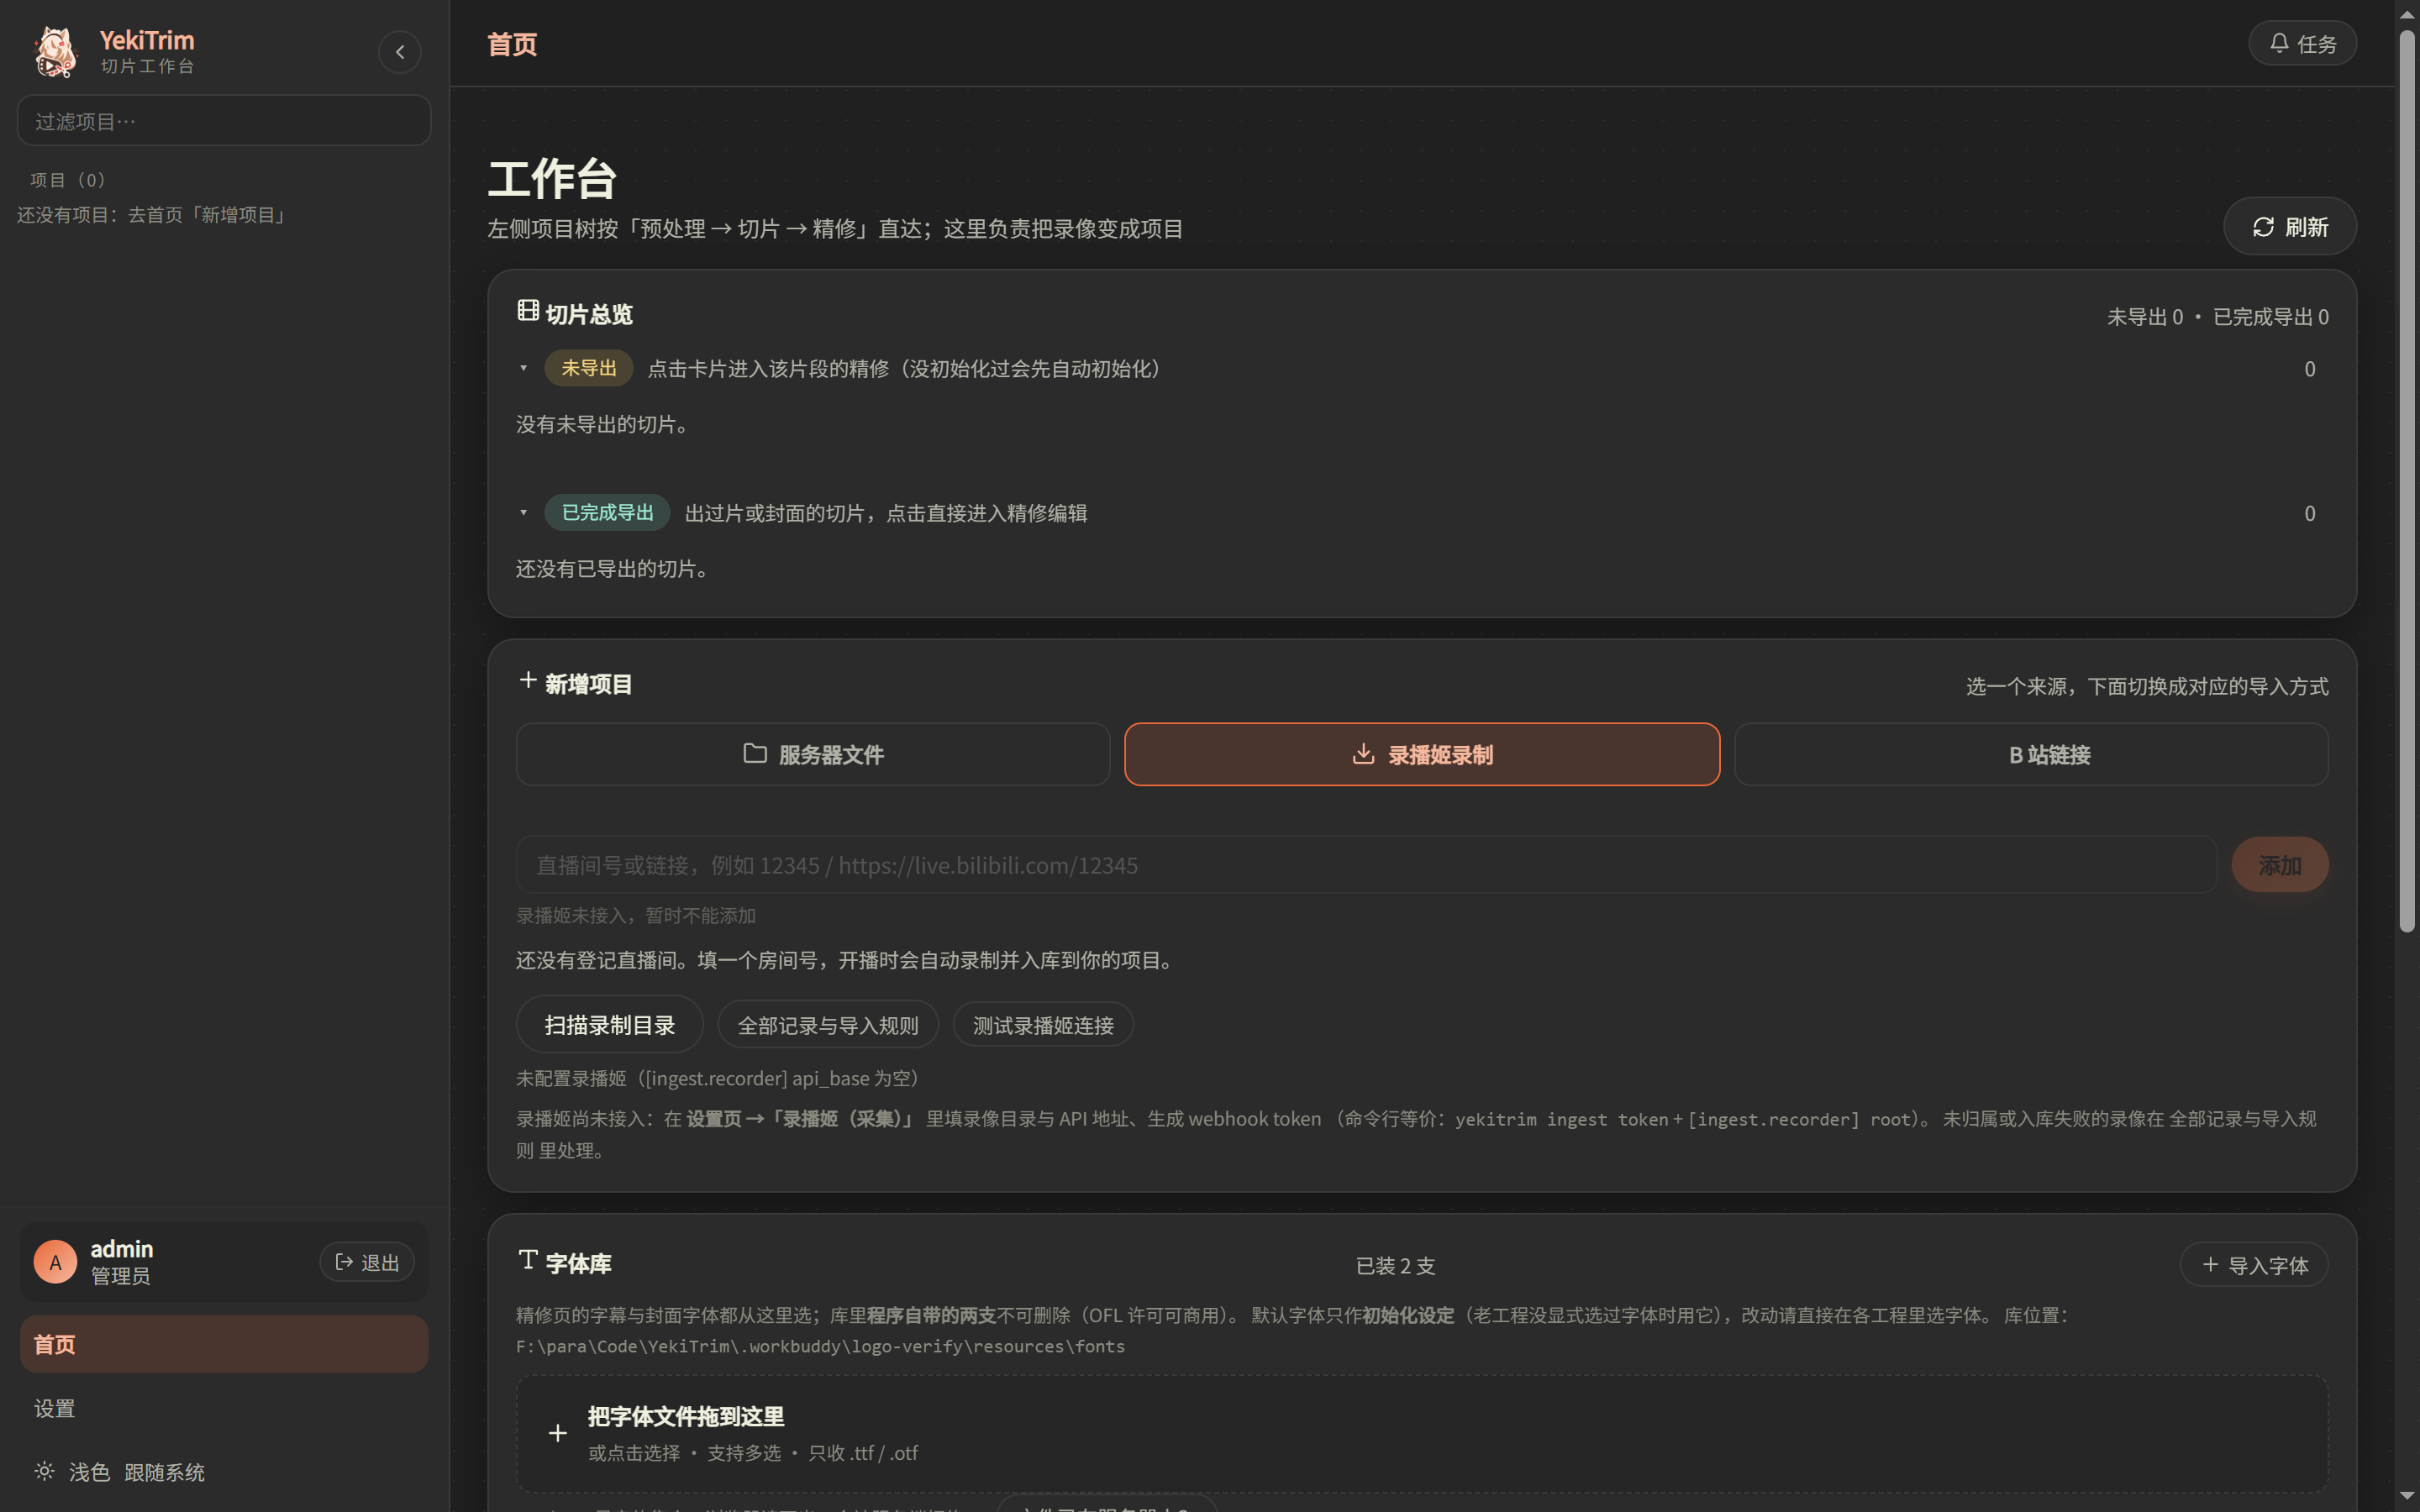 YekiTrim
切片工作台
过滤项目…
项目（0）
还没有项目：去首页「新增项目」
admin
管理员
退出
首页
设置
浅色 跟随系统
首页
任务
工作台
左侧项目树按「预处理 → 切片 → 精修」直达；这里负责把录像变成项目
刷新
切片总览
未导出 0 · 已完成导出 0
未导出 点击卡片进入该片段的精修（没初始化过会先自动初始化） 0
没有未导出的切片。
已完成导出 出过片或封面的切片，点击直接进入精修编辑 0
还没有已导出的切片。
新增项目
选一个来源，下面切换成对应的导入方式
服务器文件
录播姬录制
B 站链接
直播间号或链接，例如 12345 / https://live.bilibili.com/12345
添加
录播姬未接入，暂时不能添加
还没有登记直播间。填一个房间号，开播时会自动录制并入库到你的项目。
扫描录制目录
全部记录与导入规则
测试录播姬连接
未配置录播姬（[ingest.recorder] api_base 为空）
录播姬尚未接入：在 设置页 →「录播姬（采集）」 里填录像目录与 API 地址、生成 webhook token （命令行等价：yekitrim ingest token + [ingest.recorder] root）。 未归属或入库失败的录像在 全部记录与导入规
则 里处理。
字体库
已装 2 支
导入字体
精修页的字幕与封面字体都从这里选；库里程序自带的两支不可删除（OFL 许可可商用）。 默认字体只作初始化设定（老工程没显式选过字体时用它），改动请直接在各工程里选字体。 库位置：
F:\para\Code\YekiTrim\.workbuddy\logo-verify\resources\fonts
把字体文件拖到这里
或点击选择 · 支持多选 · 只收 .ttf / .otf